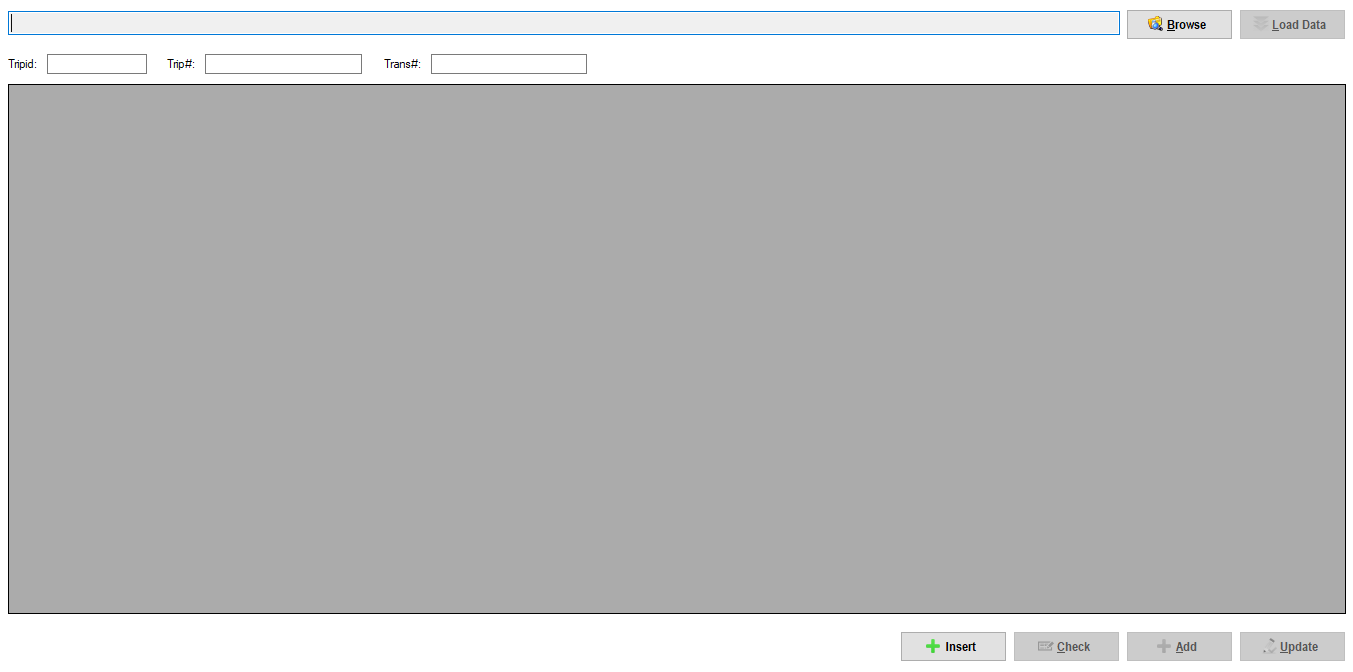 Browse
Load Data
Tripid:
Trip#:
Trans#:
Insert
Check
Add
Update